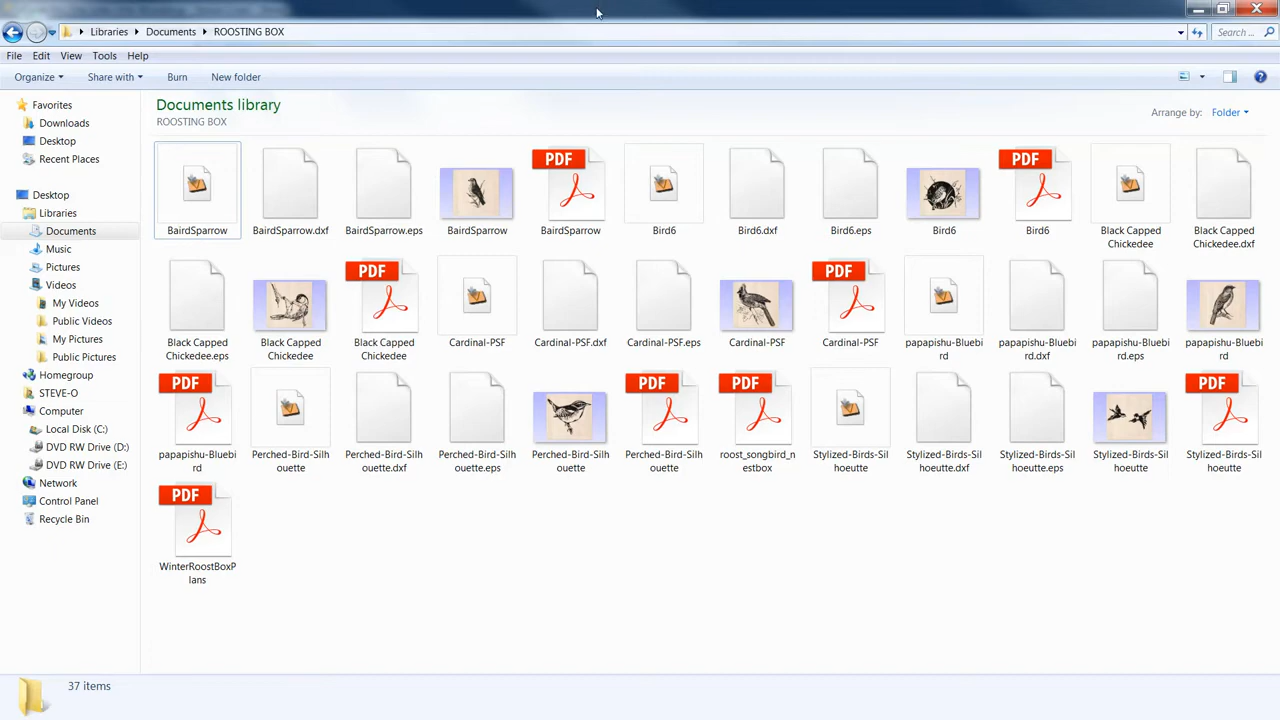 Libraries Documents ROOSTING BOX
Search ...
File Edit View Tools Help
Organize Share with Burn New folder
Favorites
Downloads
Desktop
Recent Places
Desktop
Libraries
Documents
Music
Pictures
Videos
My Videos
Public Videos
My Pictures
Public Pictures
Homegroup
STEVE-O
Computer
Local Disk (C:)
DVD RW Drive (D:)
DVD RW Drive (E:)
Network
Control Panel
Recycle Bin
Documents library
ROOSTING BOX
Arrange by: Folder
PDF PDF
BairdSparrow BairdSparrow.dxf BairdSparrow.eps BairdSparrow BairdSparrow Bird6 Bird6.dxf Bird6.eps Bird6 Bird6 Black Capped Black Capped
Chickedee Chickedee.dxf
PDF PDF
Black Capped Black Capped Black Capped Cardinal-PSF Cardinal-PSF.dxf Cardinal-PSF.eps Cardinal-PSF Cardinal-PSF papapishu-Bluebi papapishu-Bluebi papapishu-Bluebi papapishu-Bluebi
Chickedee.eps Chickedee Chickedee rd rd.dxf rd.eps rd
PDF PDF PDF PDF
papapishu-Bluebi Perched-Bird-Silh Perched-Bird-Silh Perched-Bird-Silh Perched-Bird-Silh Perched-Bird-Silh roost_songbird_n Stylized-Birds-Sil Stylized-Birds-Sil Stylized-Birds-Sil Stylized-Birds-Sil Stylized-Birds-Sil
rd ouette ouette.dxf ouette.eps ouette ouette estbox hoeutte hoeutte.dxf hoeutte.eps hoeutte hoeutte
PDF
WinterRoostBoxP
lans
37 items